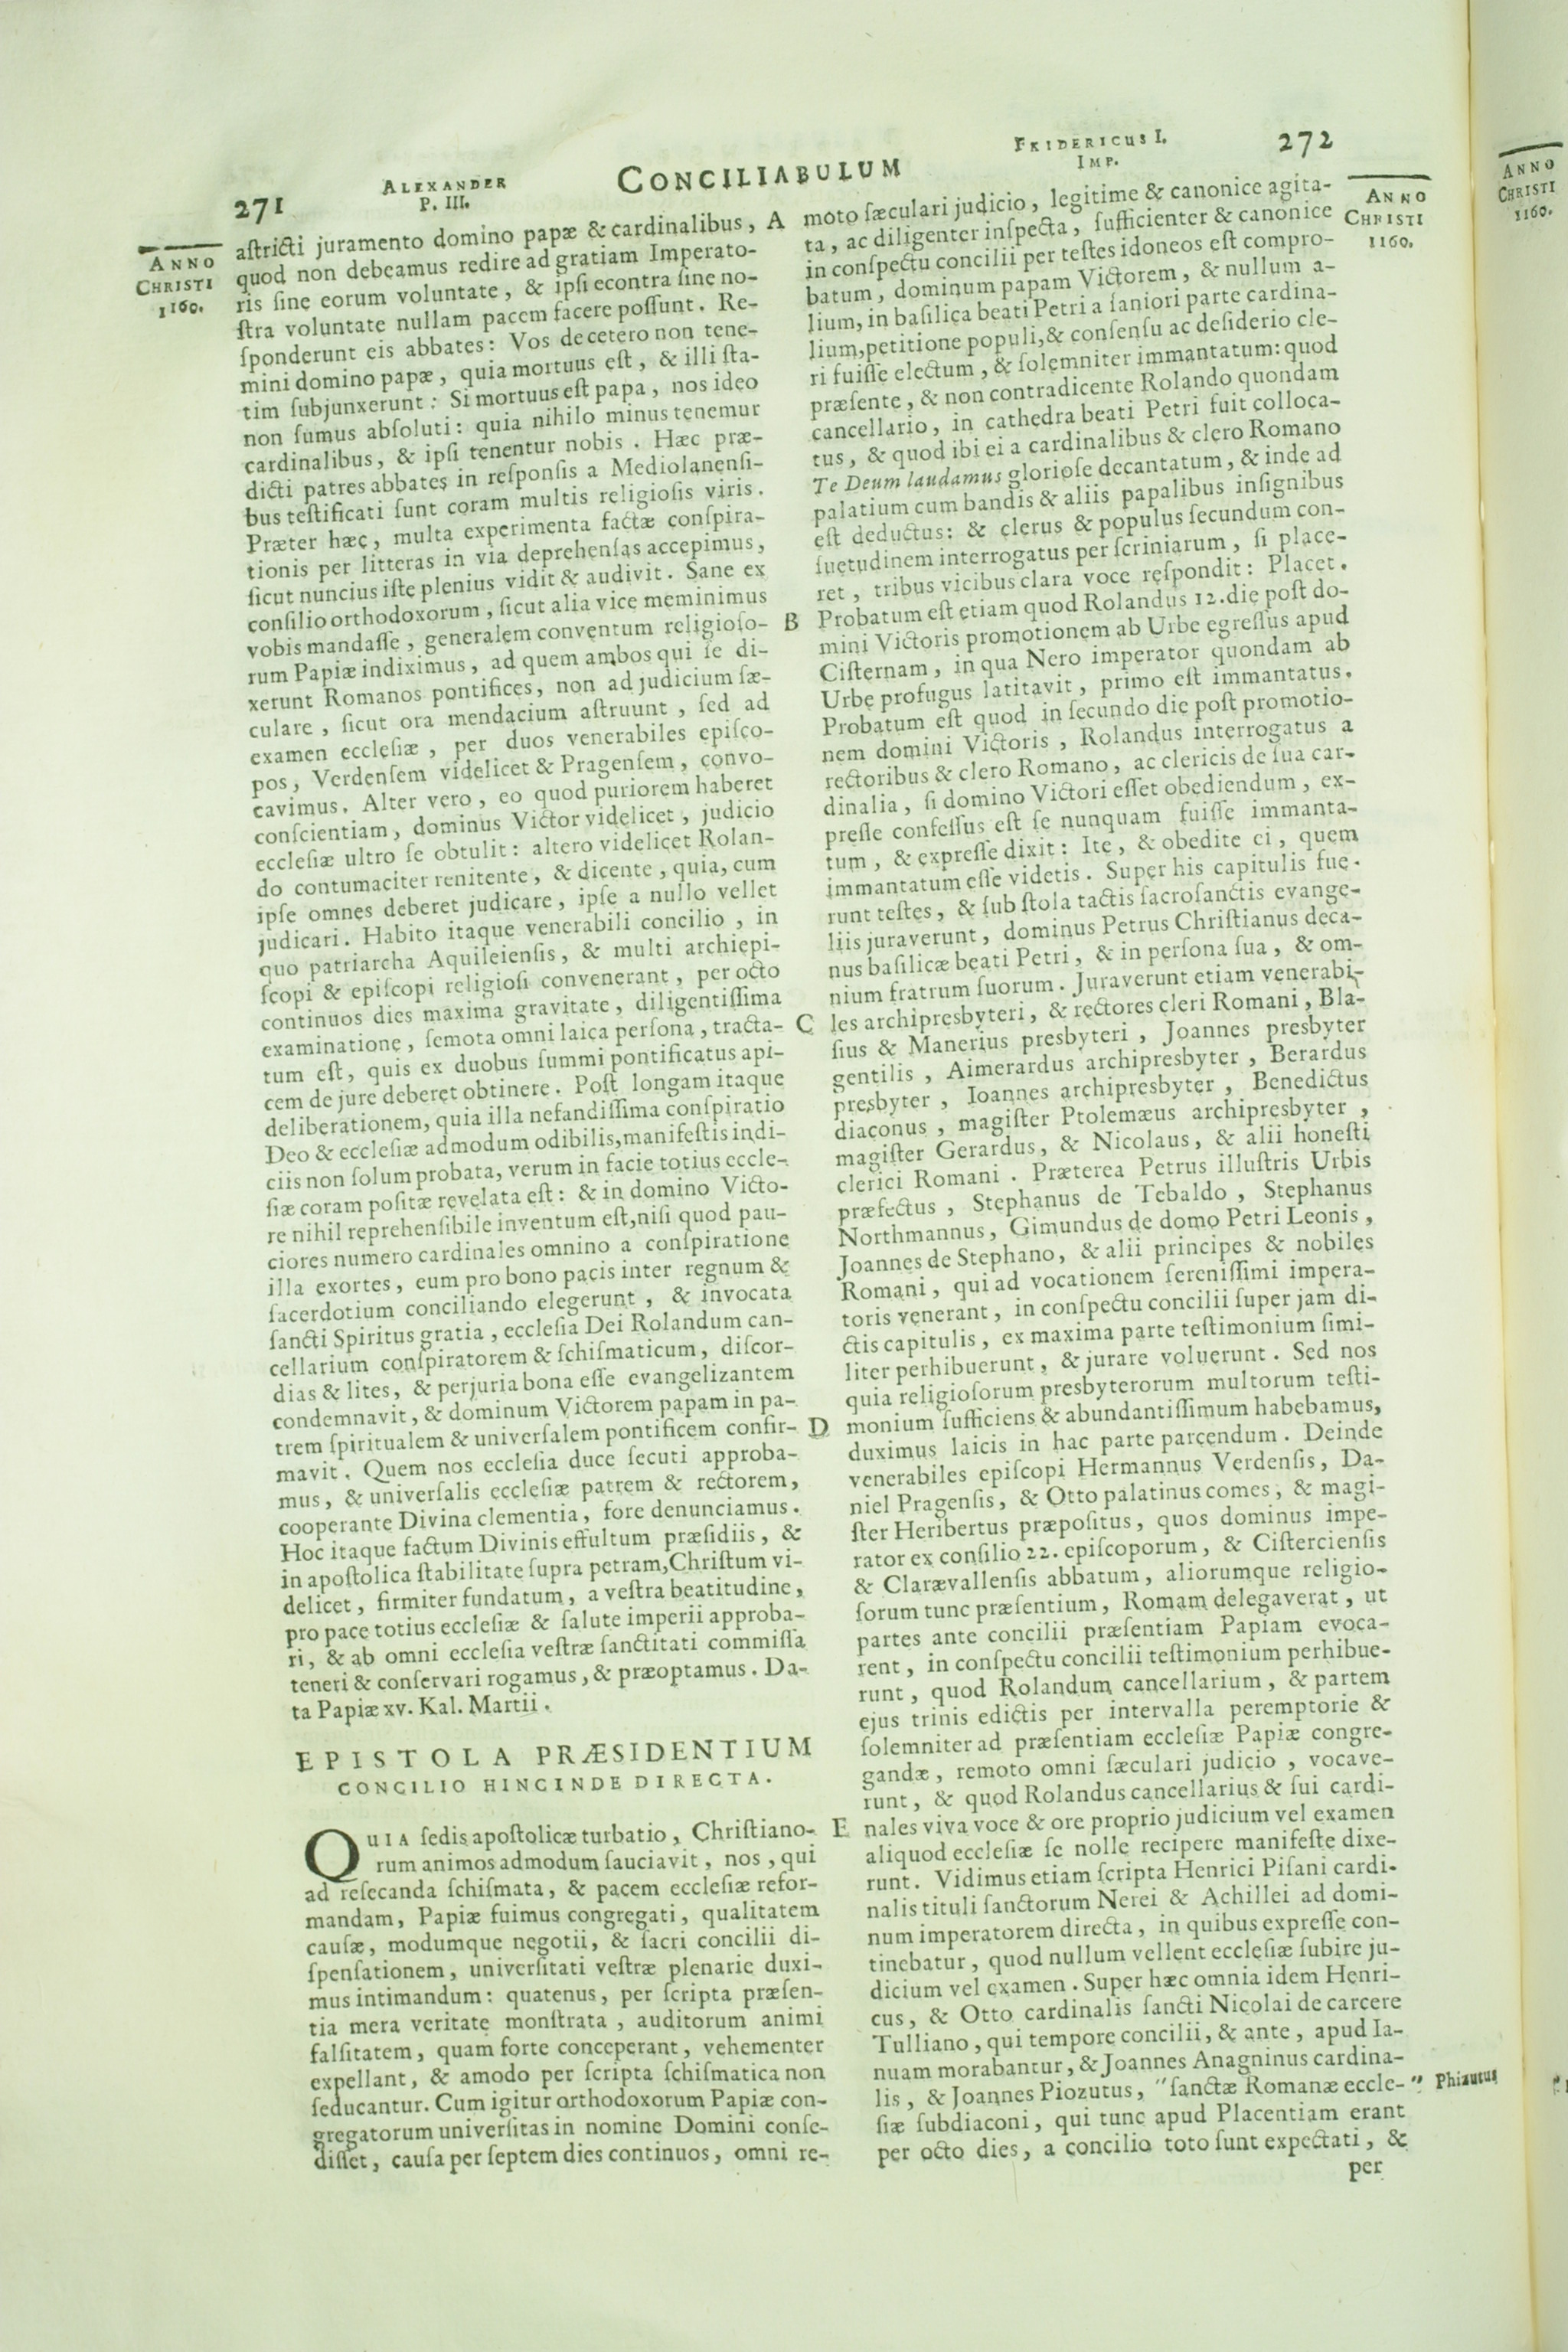 271
ALEXANDER
P. III.
CONCILIABULUM
FRIDERICUS I.
IMP.
272
ANNO
CHRISTI
1160.
aſtricti juramento domino papæ & cardinalibus,
quod non debeamus redire ad gratiam Imperato-
ris ſine eorum voluntate, & ipſi econtra ſine no-
ſtra voluntate nullam pacem facere poſſunt. Re-
ſponderunt eis abbates: Vos decetero non tene-
mini domino papæ, quia mortuus eſt, & illi ſta-
tim ſubjunxerunt: Si mortuus eſt papa, nos ideo
non ſumus abſoluti: quia nihilo minus tenemur
cardinalibus, & ipſi tenentur nobis. Hæc præ-
dicti patres abbates in reſponſis a Mediolanenſi-
bus teſtificati ſunt coram multis religioſis viris.
Præter hæc, multa experimenta factæ conſpira-
tionis per litteras in via deprehenſas accepimus,
ſicut nuncius iſte plenius vidit & audivit. Sane ex
conſilio orthodoxorum, ſicut alia vice meminimus
vobis mandaſſe, generalem conventum religioſo-
rum Papiæ indiximus, ad quem ambos qui ſe di-
xerunt Romanos pontifices, non ad judicium ſæ-
culare, ſicut ora mendacium aſtruunt, ſed ad
examen eccleſiæ, per duos venerabiles epiſco-
pos, Verdenſem videlicet & Pragenſem, convo-
cavimus. Alter vero, eo quod puriorem haberet
conſcientiam, dominus Victor videlicet, judicio
eccleſiæ ultro ſe obtulit: altero videlicet Rolan-
do contumaciter renitente, & dicente, quia, cum
ipſe omnes deberet judicare, ipſe a nullo vellet
judicari. Habito itaque venerabili concilio, in
quo patriarcha Aquileienſis, & multi archiepi-
ſcopi & epiſcopi religioſi convenerant, per octo
continuos dies maxima gravitate, diligentiſſima
examinatione, ſemota omni laica perſona, tracta-
tum eſt, quis ex duobus ſummi pontificatus api-
cem de jure deberet obtinere. Poſt longam itaque
deliberationem, quia illa nefandiſſima conſpiratio
Deo & eccleſiæ admodum odibilis, manifeſtis indi-
ciis non ſolum probata, verum in facie totius eccle-
ſiæ coram poſitæ revelata eſt: & in domino Victo-
re nihil reprehenſibile inventum eſt, niſi quod pau-
ciores numero cardinales omnino a conſpiratione
illa exortes, eum pro bono pacis inter regnum &
ſacerdotium conciliando elegerunt, & invocata
ſancti Spiritus gratia, eccleſia Dei Rolandum can-
cellarium conſpiratorem & ſchiſmaticum, diſcor-
dias & lites, & perjuria bona eſſe evangelizantem
condemnavit, & dominum Victorem papam in pa-
trem ſpiritualem & univerſalem pontificem confir-
mavit. Quem nos eccleſia duce ſecuti approba-
mus, & univerſalis eccleſiæ patrem & rectorem,
cooperante Divina clementia, fore denunciamus.
Hoc itaque factum Divinis effultum præſidiis, &
in apoſtolica ſtabilitate ſupra petram, Chriſtum vi-
delicet, firmiter fundatum, a veſtra beatitudine,
pro pace totius eccleſiæ & ſalute imperii approba-
ri, & ab omni eccleſia veſtræ ſanctitati commiſſa
teneri & conſervari rogamus, & præoptamus. Da-
ta Papiæ xv. Kal. Martii.
EPISTOLA PRÆSIDENTIUM
CONCILIO HINCINDE DIRECTA.
QUIA ſedis apoſtolicæ turbatio, Chriſtiano-
rum animos admodum ſauciavit, nos, qui
ad reſecanda ſchiſmata, & pacem eccleſiæ refor-
mandam, Papiæ fuimus congregati, qualitatem
cauſæ, modumque negotii, & ſacri concilii di-
ſpenſationem, univerſitati veſtræ plenarie duxi-
mus intimandum: quatenus, per ſcripta præſen-
tia mera veritate monſtrata, auditorum animi
falſitatem, quam forte conceperant, vehementer
expellant, & amodo per ſcripta ſchiſmatica non
ſeducantur. Cum igitur orthodoxorum Papiæ con-
gregatorum univerſitas in nomine Domini conſe-
diſſet, cauſa per ſeptem dies continuos, omni re-
A
B
C
D
E
moto ſæculari judicio, legitime & canonice agita-
ta, ac diligenter inſpecta, ſufficienter & canonice
in conſpectu concilii per teſtes idoneos eſt compro-
batum, dominum papam Victorem, & nullum a-
lium, in baſilica beati Petri a ſaniori parte cardina-
lium, petitione populi, & conſenſu ac deſiderio cle-
ri fuiſſe electum, & ſolemniter immantatum: quod
præſente, & non contradicente Rolando quondam
cancellario, in cathedra beati Petri fuit colloca-
tus, & quod ibi ei a cardinalibus & clero Romano
Te Deum laudamus glorioſe decantatum, & inde ad
palatium cum bandis & aliis papalibus inſignibus
eſt deductus: & clerus & populus ſecundum con-
ſuetudinem interrogatus per ſcriniarum, ſi place-
ret, tribus vicibus clara voce reſpondit: Placet.
Probatum eſt etiam quod Rolandus 12. die poſt do-
mini Victoris promotionem ab Urbe egreſſus apud
Ciſternam, in qua Nero imperator quondam ab
Urbe profugus latitavit, primo eſt immantatus.
Probatum eſt quod in ſecundo die poſt promotio-
nem domini Victoris, Rolandus interrogatus a
rectoribus & clero Romano, ac clericis de ſua car-
dinalia, ſi domino Victori eſſet obediendum, ex-
preſſe confeſſus eſt ſe nunquam fuiſſe immanta-
tum, & expreſſe dixit: Ite, & obedite ei, quem
immantatum eſſe videtis. Super his capitulis fue-
runt teſtes, & ſub ſtola tactis ſacroſanctis evange-
liis juraverunt, dominus Petrus Chriſtianus deca-
nus baſilicæ beati Petri, & in perſona ſua, & om-
nium fratrum ſuorum. Juraverunt etiam venerabi-
les archipresbyteri, & rectores cleri Romani, Bla-
ſius & Manerius presbyteri, Joannes presbyter
gentilis, Aimerardus archipresbyter, Berardus
presbyter, Ioannes archipresbyter, Benedictus
diaconus, magiſter Ptolemæus archipresbyter,
magiſter Gerardus, & Nicolaus, & alii honeſti
clerici Romani. Præterea Petrus illuſtris Urbis
præfectus, Stephanus de Tebaldo, Stephanus
Northmannus, Gimundus de domo Petri Leonis,
Joannes de Stephano, & alii principes & nobiles
Romani, qui ad vocationem ſereniſſimi impera-
toris venerant, in conſpectu concilii ſuper jam di-
ctis capitulis, ex maxima parte teſtimonium ſimi-
liter perhibuerunt, & jurare voluerunt. Sed nos
quia religioſorum presbyterorum multorum teſti-
monium ſufficiens & abundantiſſimum habebamus,
duximus laicis in hac parte parcendum. Deinde
venerabiles epiſcopi Hermannus Verdenſis, Da-
niel Pragenſis, & Otto palatinus comes, & magi-
ſter Heribertus præpoſitus, quos dominus impe-
rator ex conſilio 22. epiſcoporum, & Ciſtercienſis
& Clarævallenſis abbatum, aliorumque religio-
ſorum tunc præſentium, Romam delegaverat, ut
partes ante concilii præſentiam Papiam evoca-
rent, in conſpectu concilii teſtimonium perhibue-
runt, quod Rolandum cancellarium, & partem
ejus trinis edictis per intervalla peremptorie &
ſolemniter ad præſentiam eccleſiæ Papiæ congre-
gandæ, remoto omni ſæculari judicio, vocave-
runt, & quod Rolandus cancellarius & ſui cardi-
nales viva voce & ore proprio judicium vel examen
aliquod eccleſiæ ſe nolle recipere manifeſte dixe-
runt. Vidimus etiam ſcripta Henrici Piſani cardi-
nalis tituli ſanctorum Nerei & Achillei ad domi-
num imperatorem directa, in quibus expreſſe con-
tinebatur, quod nullum vellent eccleſiæ ſubire ju-
dicium vel examen. Super hæc omnia idem Henri-
cus, & Otto cardinalis ſancti Nicolai de carcere
Tulliano, qui tempore concilii, & ante, apud Ia-
nuam morabantur, & Joannes Anagninus cardina-
lis, & Joannes Piozutus, "ſanctæ Romanæ eccle-
ſiæ ſubdiaconi, qui tunc apud Placentiam erant
per octo dies, a concilio toto ſunt expectati, &
per
ANNO
CHRISTI
1160.
" Phizutus
ANNO
CHRISTI
1160.